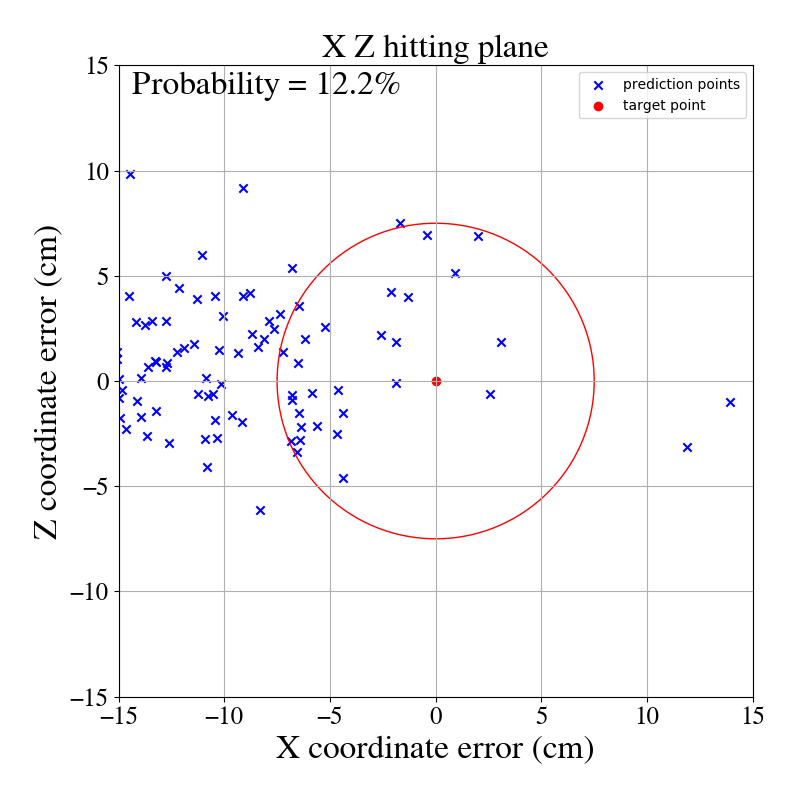 X Z hitting plane
Probability = 12.2%
prediction points
target point
Z coordinate error (cm)
15
10
5
0
−5
−10
−15
−15
−10
−5
0
5
10
15
X coordinate error (cm)